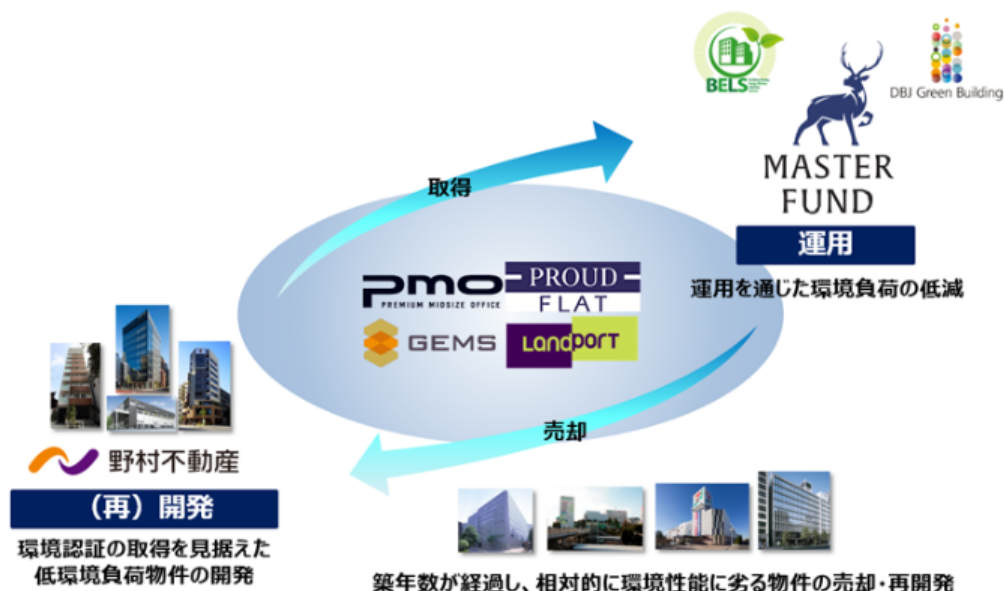 BELS
DBJ Green Building
MASTER
FUND
運用
運用を通じた環境負荷の低減
取得
PMO
PREMIUM MIDSIZE OFFICE
PROUD
FLAT
GEMS
Landport
売却
野村不動産
（再）開発
環境認証の取得を見据えた
低環境負荷物件の開発
築年数が経過し、相対的に環境性能に劣る物件の売却・再開発